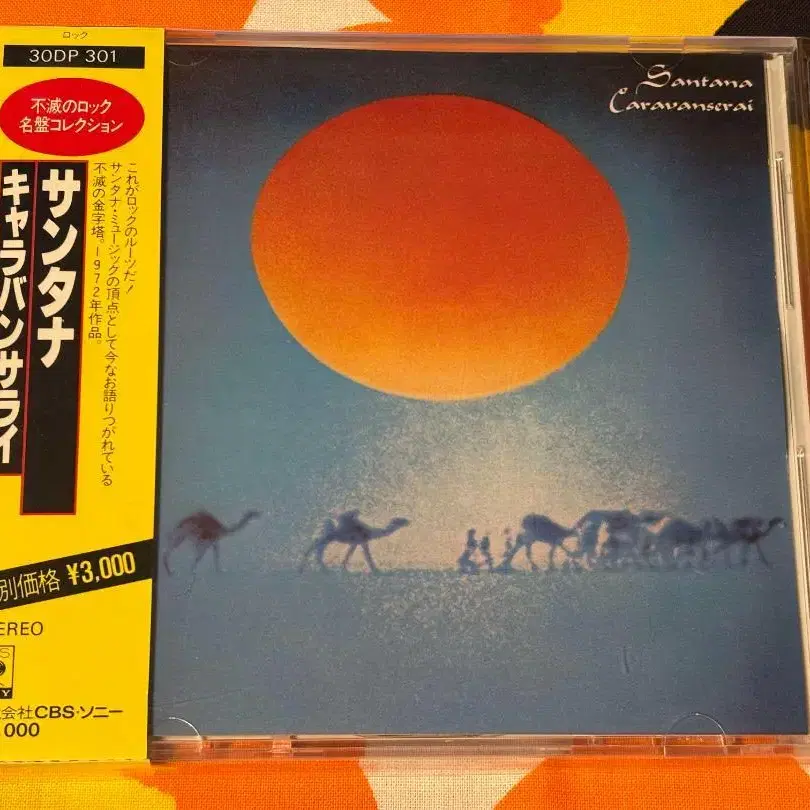 ロック
30DP 301
不滅のロック
名盤コレクション
これがロックのルーツだ!
サンタナ・ミュージックの頂点として今なお語りつがれている
不滅の金字塔。1972年作品。
サンタナ
キャラバンサライ
別価格 ¥3,000
EREO
会社CBS・ソニー
000
Santana
Caravanserai